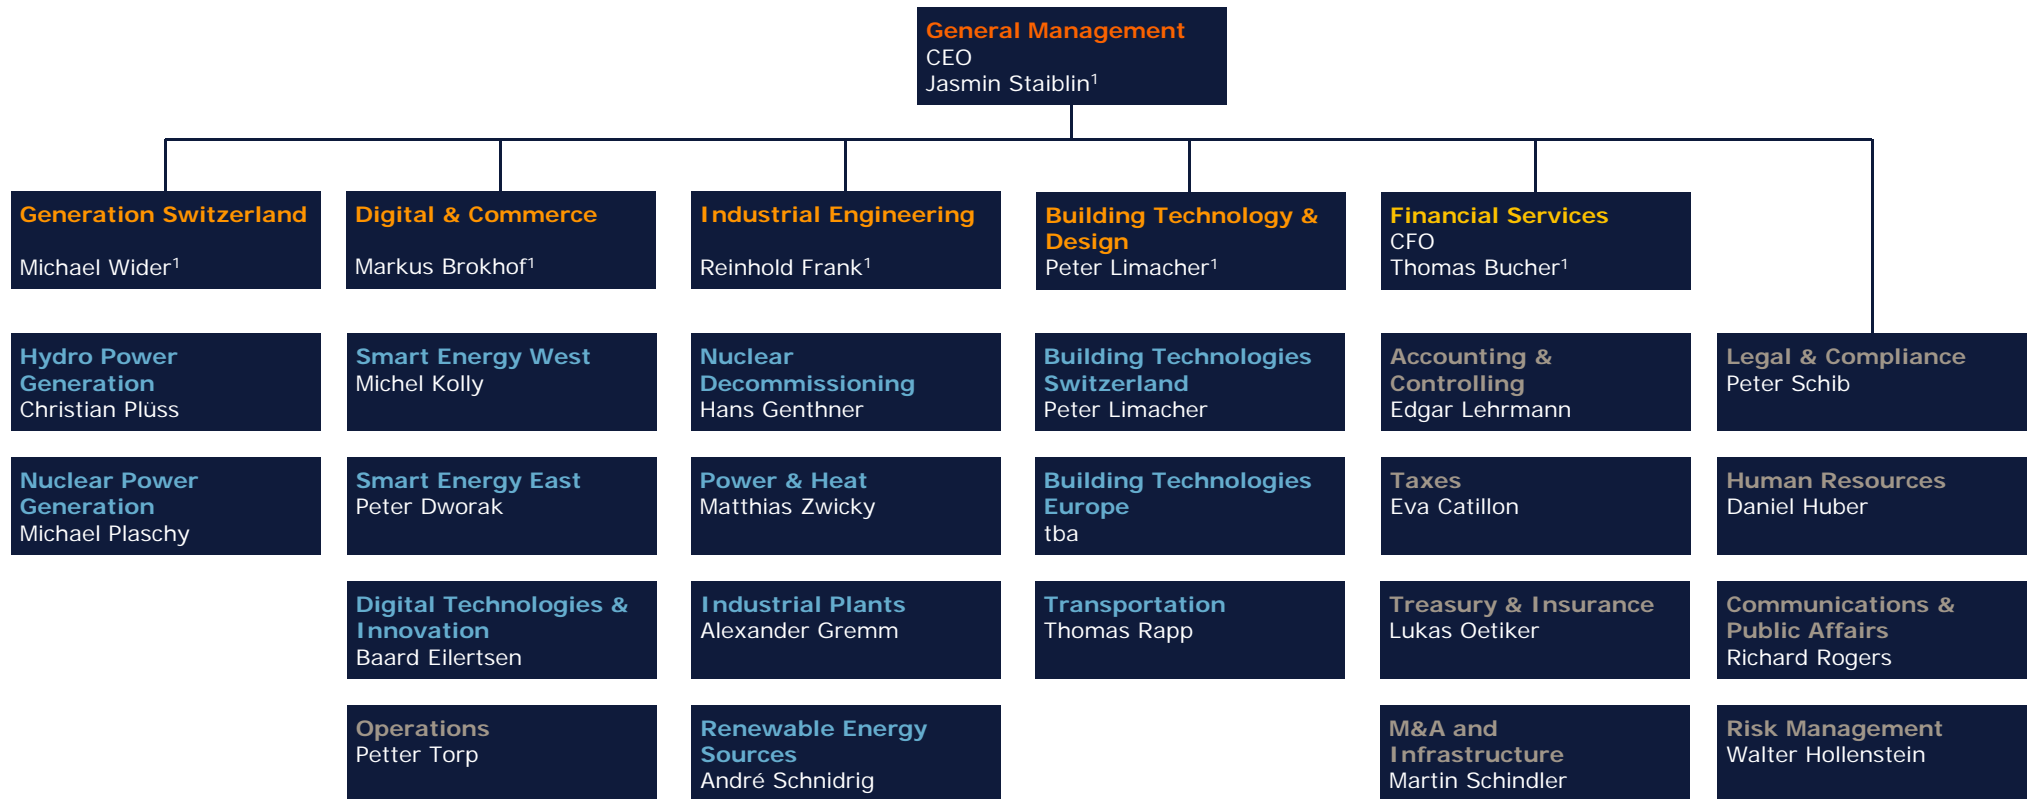 General Management
CEO
Jasmin Staiblin¹
Generation Switzerland
Michael Wider¹
Digital & Commerce
Markus Brokhof¹
Industrial Engineering
Reinhold Frank¹
Building Technology &
Design
Peter Limacher¹
Financial Services
CFO
Thomas Bucher¹
Hydro Power
Generation
Christian Plüss
Smart Energy West
Michel Kolly
Nuclear
Decommissioning
Hans Genthner
Building Technologies
Switzerland
Peter Limacher
Accounting &
Controlling
Edgar Lehrmann
Legal & Compliance
Peter Schib
Nuclear Power
Generation
Michael Plaschy
Smart Energy East
Peter Dworak
Power & Heat
Matthias Zwicky
Building Technologies
Europe
tba
Taxes
Eva Catillon
Human Resources
Daniel Huber
Digital Technologies &
Innovation
Baard Eilertsen
Industrial Plants
Alexander Gremm
Transportation
Thomas Rapp
Treasury & Insurance
Lukas Oetiker
Communications &
Public Affairs
Richard Rogers
Operations
Petter Torp
Renewable Energy
Sources
André Schnidrig
M&A and
Infrastructure
Martin Schindler
Risk Management
Walter Hollenstein